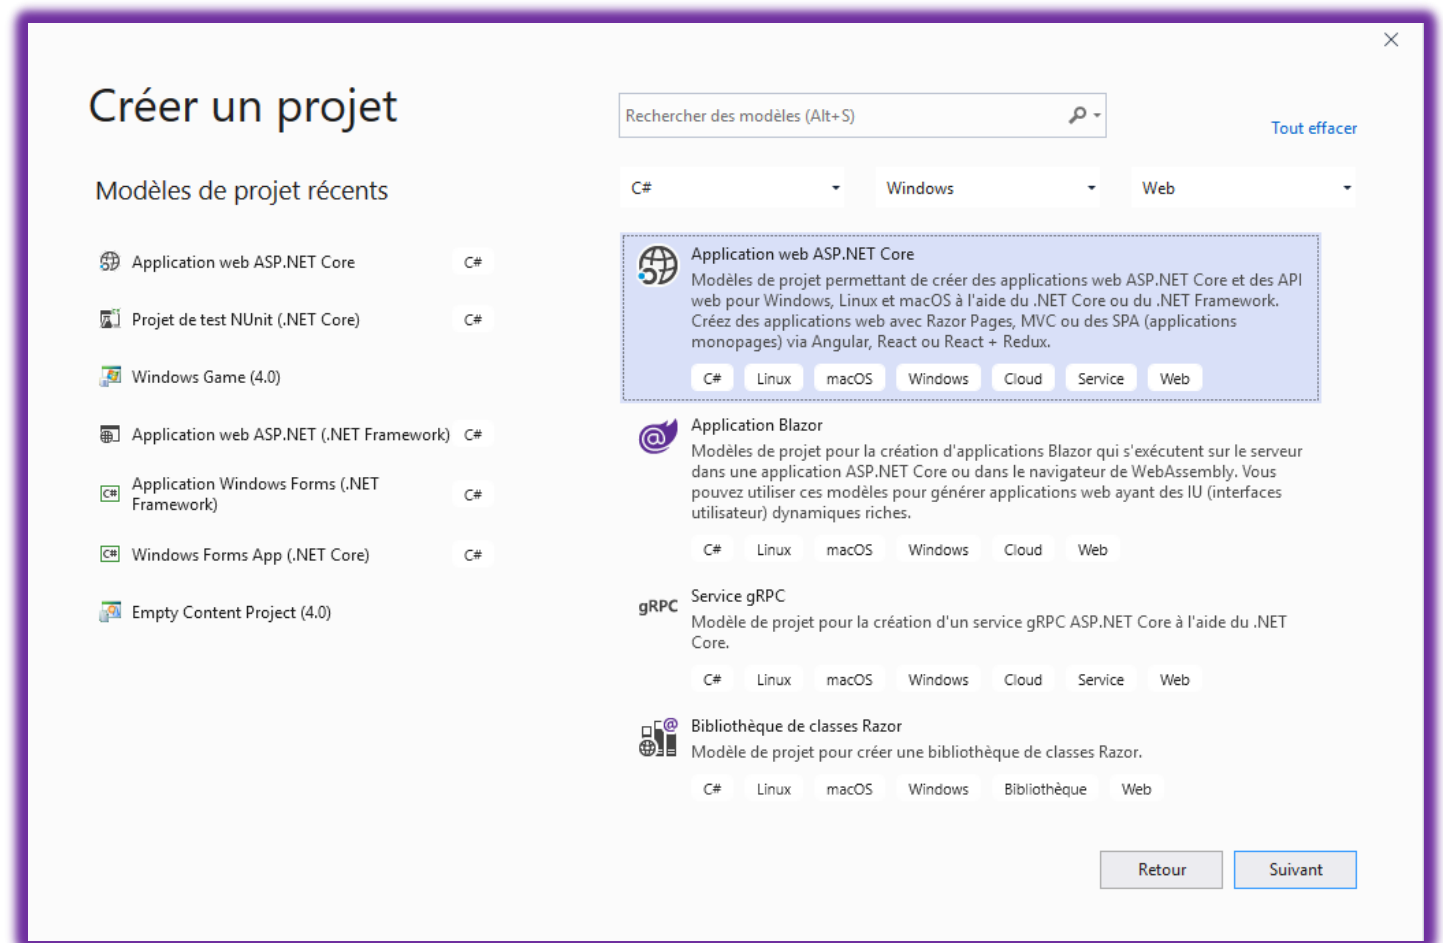 Créer un projet
Rechercher des modèles (Alt+S)
Tout effacer
Modèles de projet récents
C#
Windows
Web
Application web ASP.NET Core
C#
Projet de test NUnit (.NET Core)
C#
Windows Game (4.0)
Application web ASP.NET (.NET Framework)
C#
C#
Application Windows Forms (.NET
Framework)
C#
C#
Windows Forms App (.NET Core)
C#
Empty Content Project (4.0)
Application web ASP.NET Core
Modèles de projet permettant de créer des applications web ASP.NET Core et des API
web pour Windows, Linux et macOS à l'aide du .NET Core ou du .NET Framework.
Créez des applications web avec Razor Pages, MVC ou des SPA (applications
monopages) via Angular, React ou React + Redux.
C# Linux macOS Windows Cloud Service Web
@
Application Blazor
Modèles de projet pour la création d'applications Blazor qui s'exécutent sur le serveur
dans une application ASP.NET Core ou dans le navigateur de WebAssembly. Vous
pouvez utiliser ces modèles pour générer applications web ayant des IU (interfaces
utilisateur) dynamiques riches.
C# Linux macOS Windows Cloud Web
gRPC
Service gRPC
Modèle de projet pour la création d'un service gRPC ASP.NET Core à l'aide du .NET
Core.
C# Linux macOS Windows Cloud Service Web
@
Bibliothèque de classes Razor
Modèle de projet pour créer une bibliothèque de classes Razor.
C# Linux macOS Windows Bibliothèque Web
Retour
Suivant